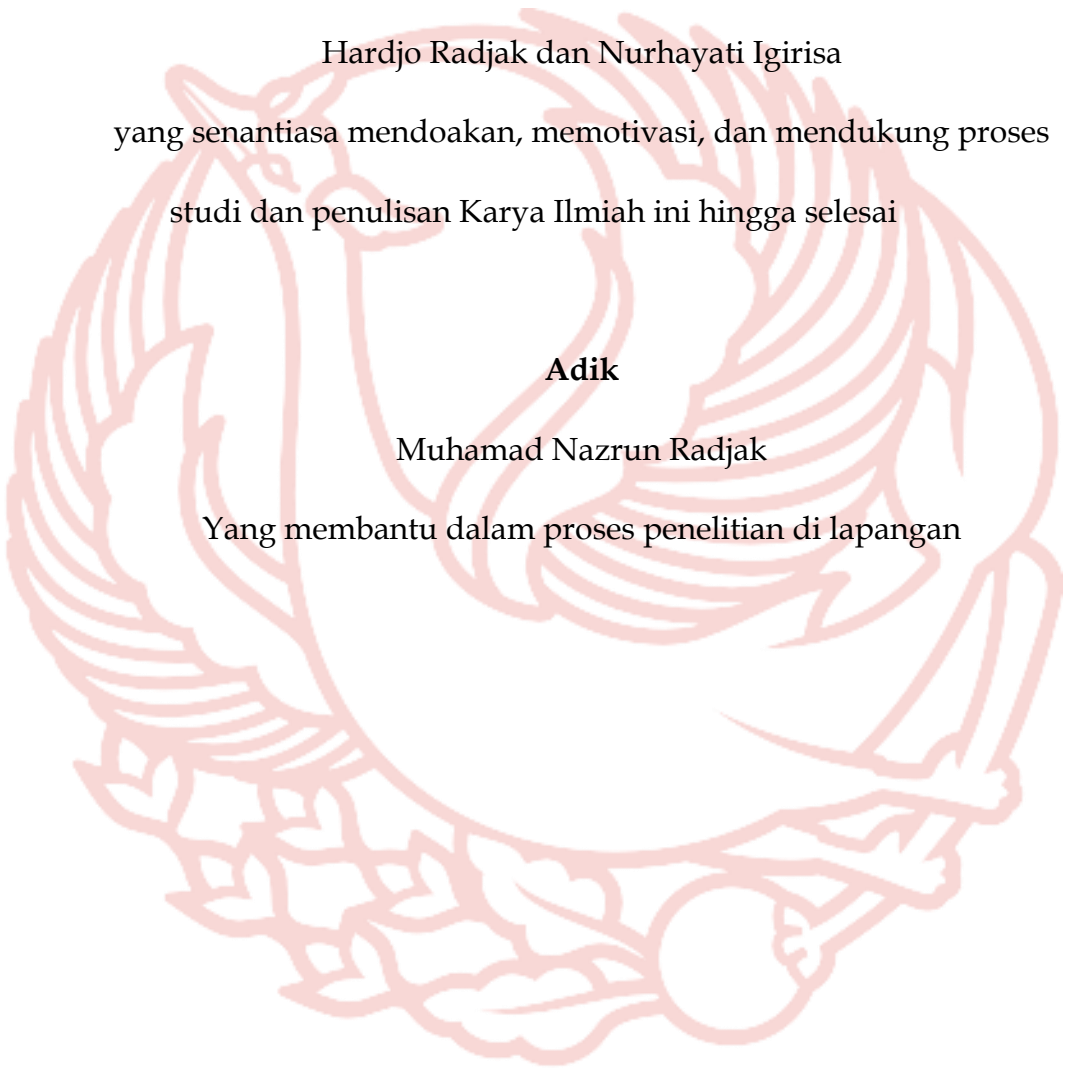 Hardjo Radjak dan Nurhayati Igirisa
yang senantiasa mendoakan, memotivasi, dan mendukung proses
studi dan penulisan Karya Ilmiah ini hingga selesai
Adik
Muhamad Nazrun Radjak
Yang membantu dalam proses penelitian di lapangan